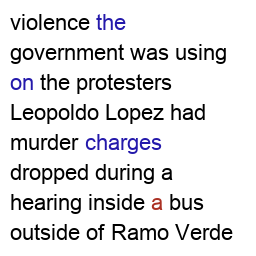 violence the
government was using
on the protesters
Leopoldo Lopez had
murder charges
dropped during a
hearing inside a bus
outside of Ramo Verde